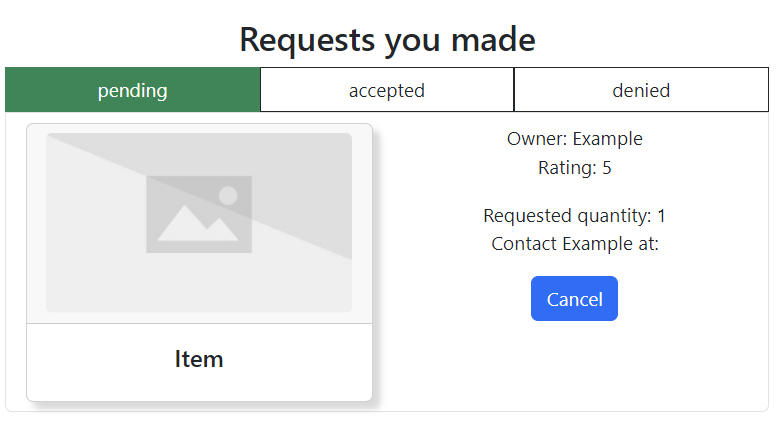 Requests you made
pending
accepted
denied
Owner: Example
Rating: 5
Requested quantity: 1
Contact Example at:
Cancel
Item